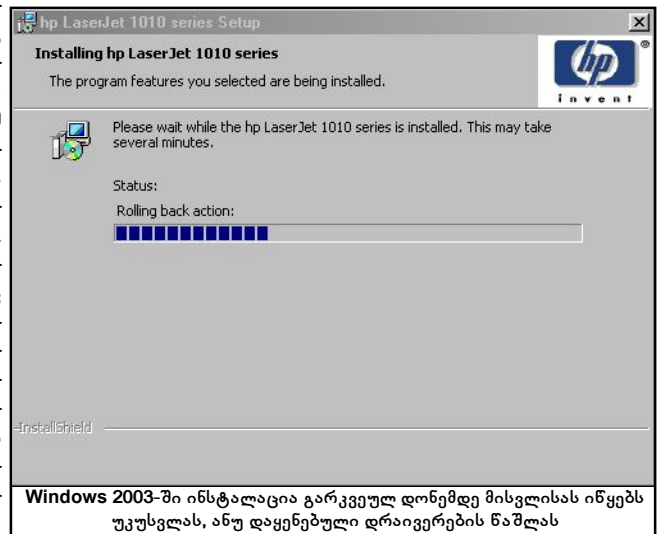 hp LaserJet 1010 series Setup
Installing hp LaserJet 1010 series
The program features you selected are being installed.
hp
®
invent
Please wait while the hp LaserJet 1010 series is installed. This may take
several minutes.
Status:
Rolling back action:
InstallShield
Windows 2003-ში ინსტალაცია გარკვეულ დონემდე მისვლისას იწყებს
უკუსვლას, ანუ დაყენებული დრაივერების წაშლას